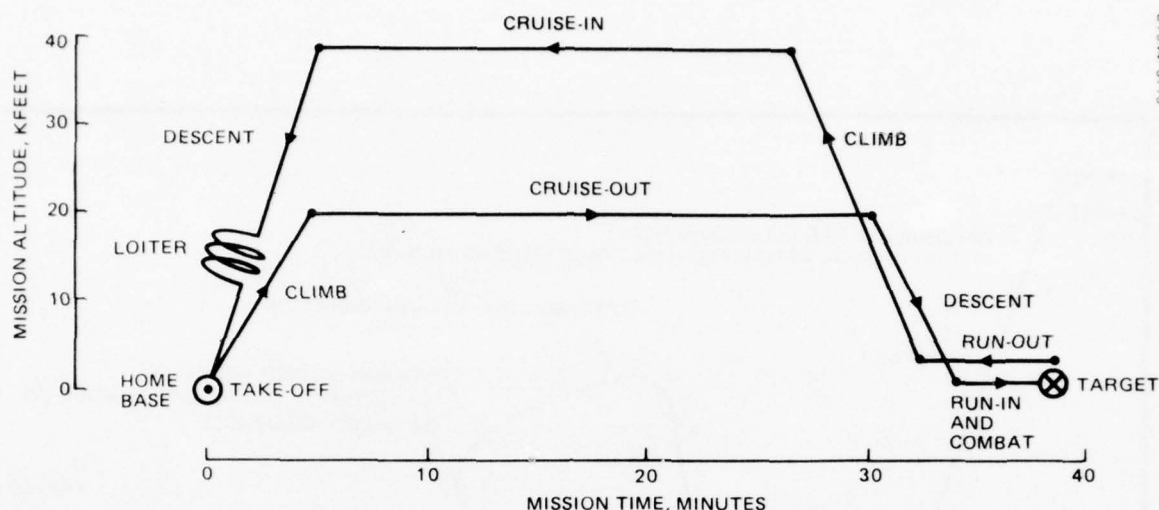 CRUISE-IN
40
MISSION ALTITUDE, KFEET
30
DESCENT
CLIMB
CRUISE-OUT
20
LOITER
10
CLIMB
DESCENT
RUN-OUT
0
HOME
BASE
TAKE-OFF
TARGET
RUN-IN
AND
COMBAT
0
10
20
30
40
MISSION TIME, MINUTES